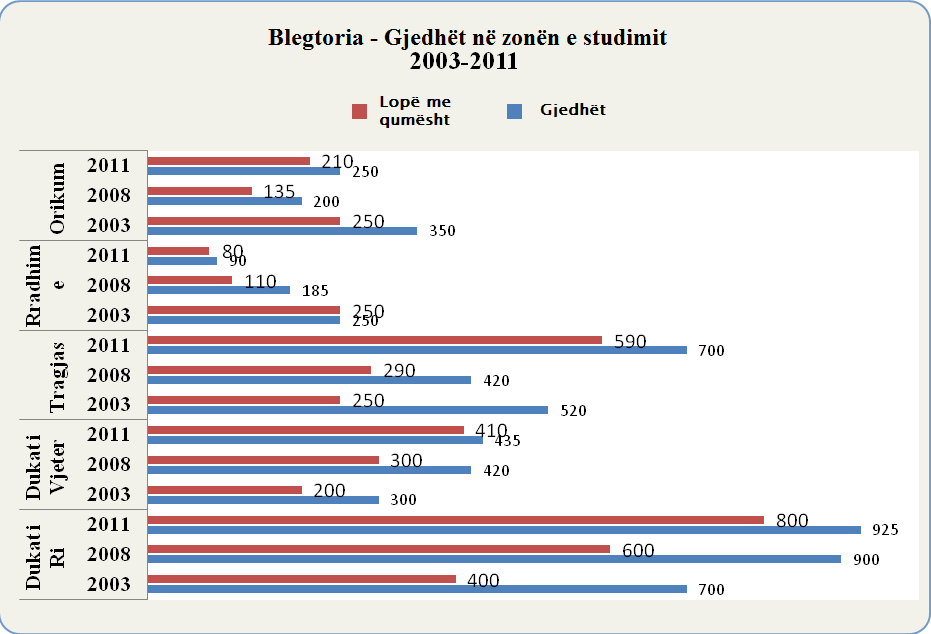 Blegtoria - Gjedhët në zonën e studimit
2003-2011
Lopë me
qumësht
Gjedhët
Orikum
2011 210 250
2008 135 200
2003 250 350
Rradhim
e
2011 80 90
2008 110 185
2003 250 250
Tragjas
2011 590 700
2008 290 420
2003 250 520
Dukati
Vjeter
2011 410 435
2008 300 420
2003 200 300
Dukati
Ri
2011 800 925
2008 600 900
2003 400 700